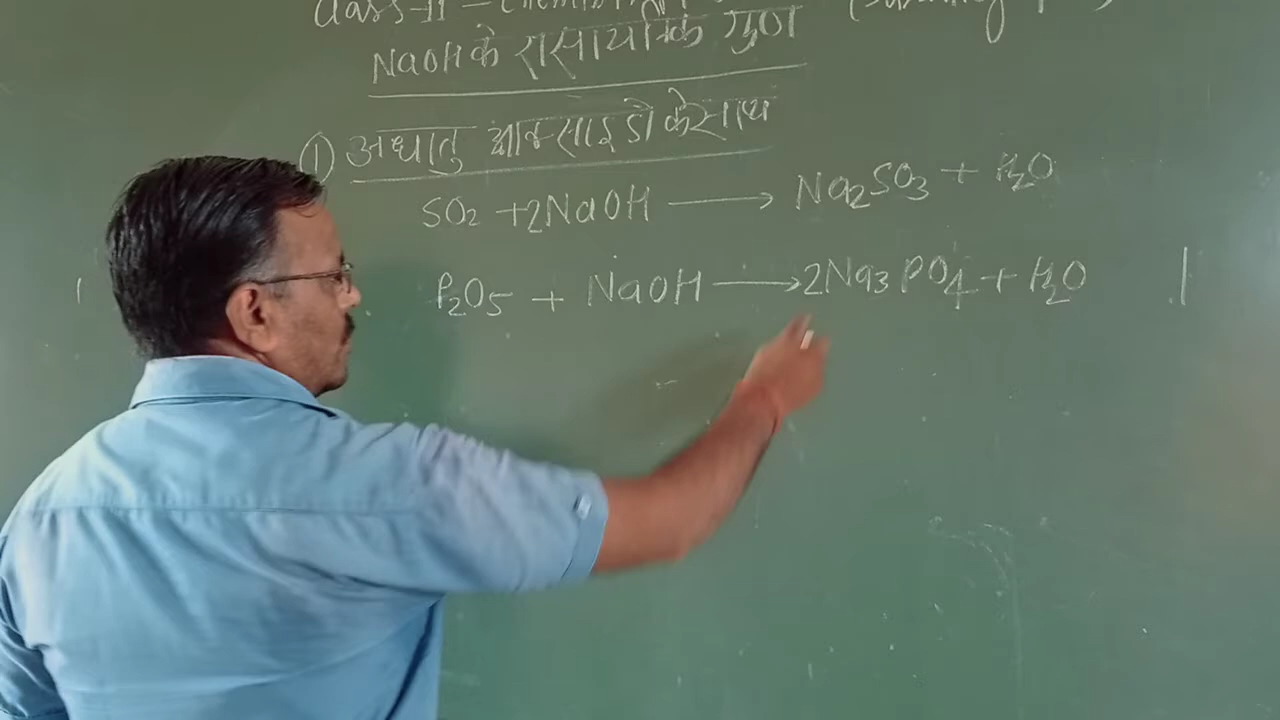 Class-11 - Chemistry
NaOH के रासायनिक गुण
① अधातु आक्साइडो के साथ
SO₂ + 2NaOH ⟶ Na₂SO₃ + H₂O
P₂O₅ + NaOH ⟶ 2Na₃PO₄ + H₂O